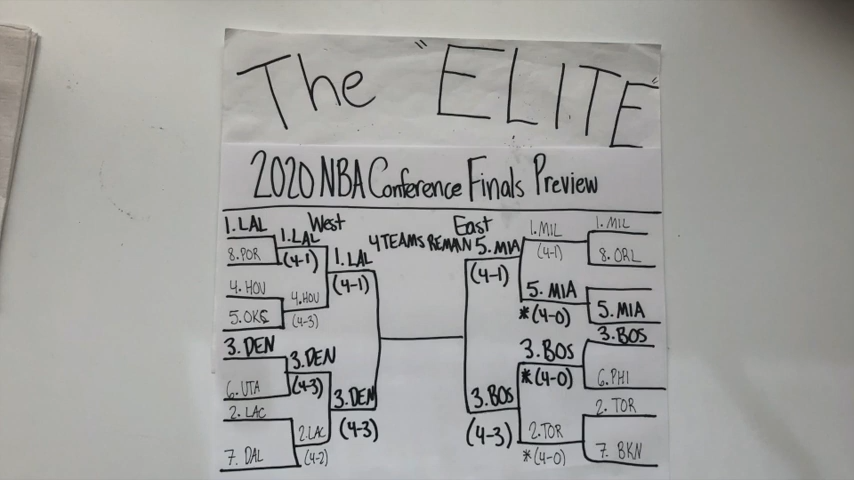 The "ELITE"
2020 NBA Conference Finals Preview
West
East
4 TEAMS REMAIN
1. LAL
8. POR
4. HOU
5. OKC
3. DEN
6. UTA
2. LAC
7. DAL
1. LAL
(4-1)
4. HOU
(4-3)
3. DEN
(4-3)
2. LAC
(4-2)
1. LAL
(4-1)
3. DEN
(4-3)
5. MIA
(4-1)
3. BOS
(4-3)
1. MIL
(4-1)
5. MIA
*(4-0)
3. BOS
*(4-0)
2. TOR
*(4-0)
1. MIL
8. ORL
5. MIA
3. BOS
6. PHI
2. TOR
7. BKN